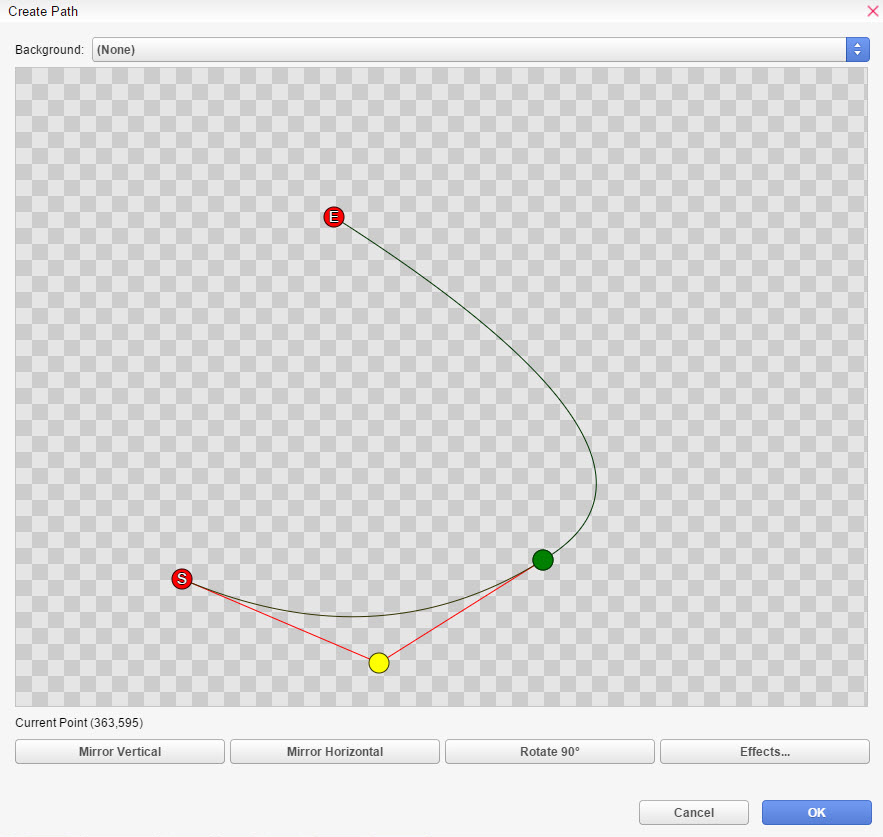 Create Path
Background: (None)
E
S
Current Point (363,595)
Mirror Vertical Mirror Horizontal Rotate 90° Effects...
Cancel OK